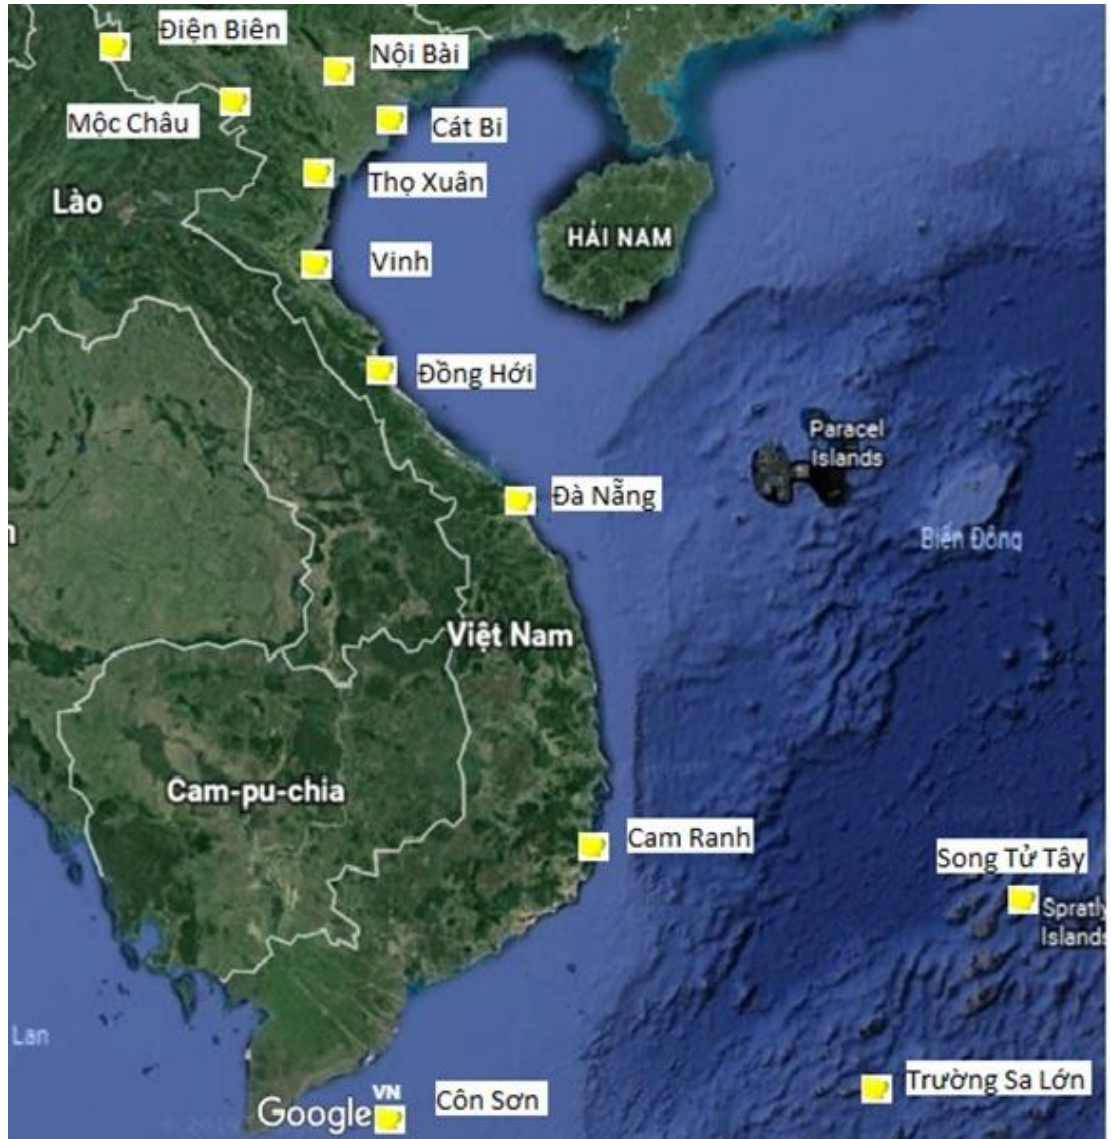 Điện Biên
Nội Bài
Mộc Châu
Cát Bi
Thọ Xuân
Lào
HẢI NAM
Vinh
Đồng Hới
Paracel
Islands
Đà Nẵng
Biển Đông
Việt Nam
Cam-pu-chia
Cam Ranh
Song Tử Tây
Spratly
Islands
Lan
Trường Sa Lớn
VN
Côn Sơn
Google